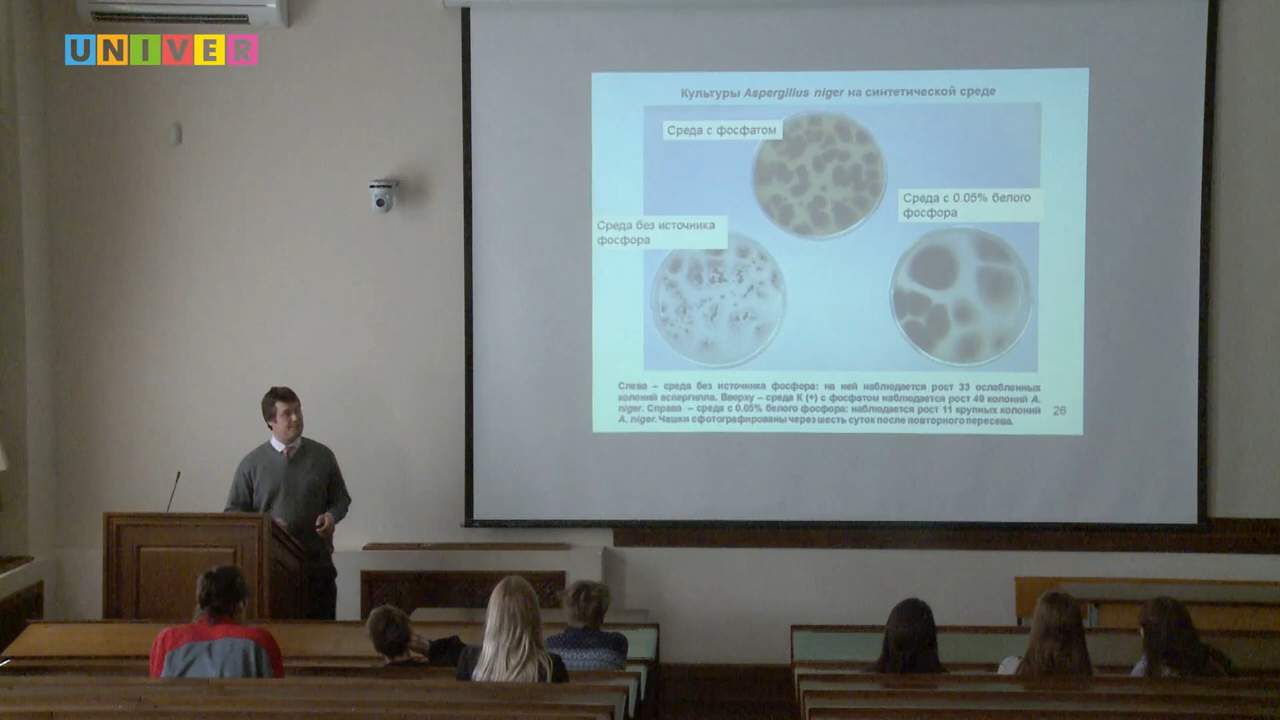 UNIVER
Культуры Aspergillus niger на синтетической среде
Среда с фосфатом
Среда с 0.05% белого
фосфора
Среда без источника
фосфора
Слева – среда без источника фосфора: на ней наблюдается рост 33 ослабленных
колоний аспергилла. Вверху – среда К (+) с фосфатом наблюдается рост 49 колоний A.
niger. Справа – среда с 0.05% белого фосфора: наблюдается рост 11 крупных колоний
A. niger. Чашки сфотографированы через шесть суток после повторного пересева.
26